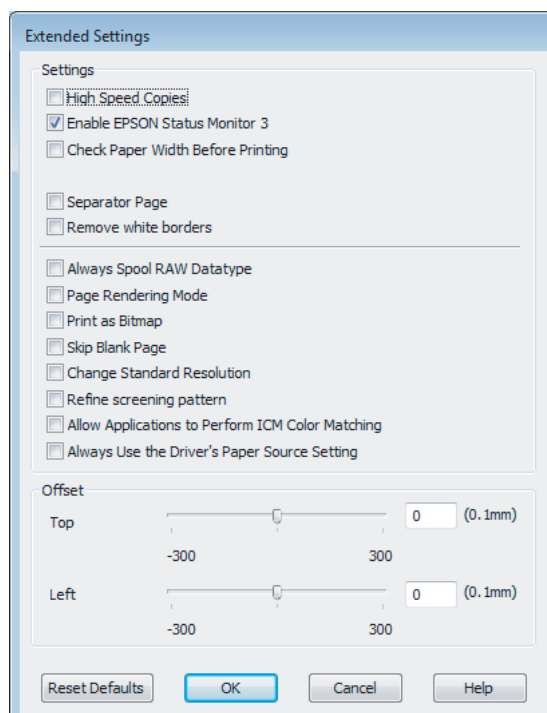 Extended Settings
Settings
High Speed Copies
Enable EPSON Status Monitor 3
Check Paper Width Before Printing
Separator Page
Remove white borders
Always Spool RAW Datatype
Page Rendering Mode
Print as Bitmap
Skip Blank Page
Change Standard Resolution
Refine screening pattern
Allow Applications to Perform ICM Color Matching
Always Use the Driver's Paper Source Setting
Offset
Top 0 (0.1mm)
-300 300
Left 0 (0.1mm)
-300 300
Reset Defaults OK Cancel Help